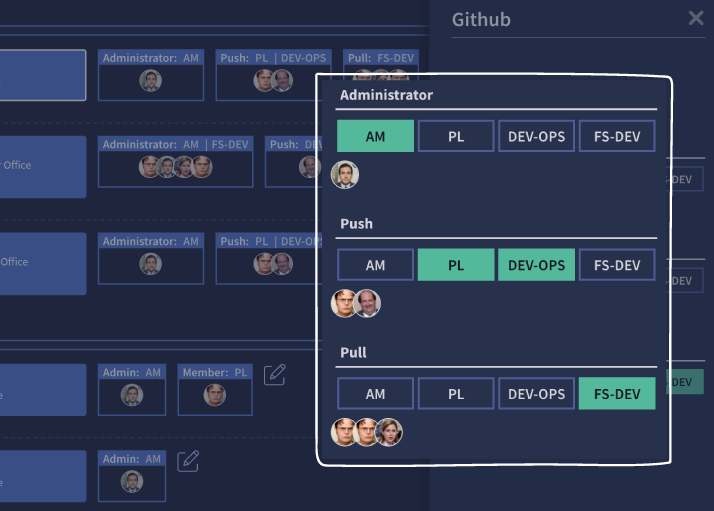 Github
Administrator: AM
Push: PL | DEV-OPS
Pull: FS-DEV
Office
Administrator: AM | FS-DEV
Push: DEV
Office
Administrator: AM
Push: PL | DEV-OPS
Admin: AM
Member: PL
Admin: AM
Administrator
AM PL DEV-OPS FS-DEV
Push
AM PL DEV-OPS FS-DEV
Pull
AM PL DEV-OPS FS-DEV
-DEV
-DEV
DEV